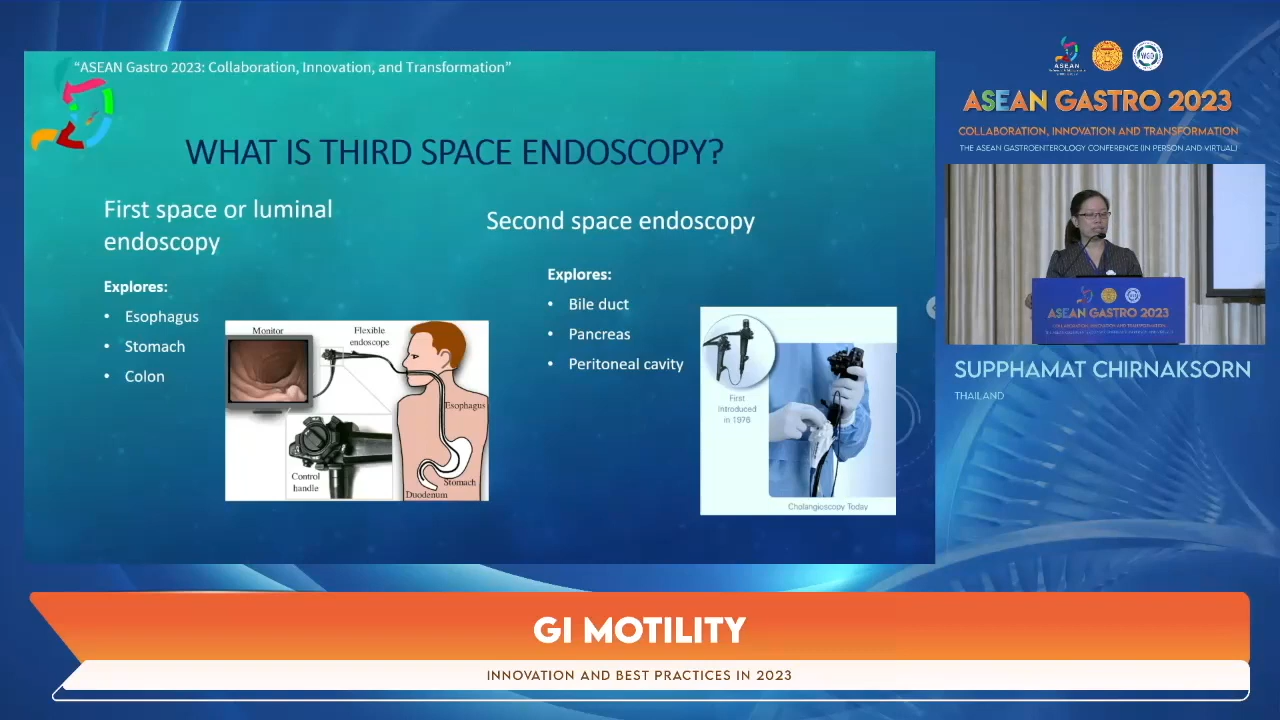 "ASEAN Gastro 2023: Collaboration, Innovation, and Transformation"
WHAT IS THIRD SPACE ENDOSCOPY?
First space or luminal
endoscopy
Explores:
• Esophagus
• Stomach
• Colon
Monitor
Flexible
endoscope
Esophagus
Control
handle
Stomach
Duodenum
Second space endoscopy
Explores:
• Bile duct
• Pancreas
• Peritoneal cavity
First
introduced
in 1976
Cholangioscopy Today
ASEAN
WGO
ASEAN GASTRO 2023
COLLABORATION, INNOVATION AND TRANSFORMATION
THE ASEAN GASTROENTEROLOGY CONFERENCE (IN PERSON AND VIRTUAL)
ASEAN GASTRO 2023
SUPPHAMAT CHIRNAKSORN
THAILAND
GI MOTILITY
INNOVATION AND BEST PRACTICES IN 2023